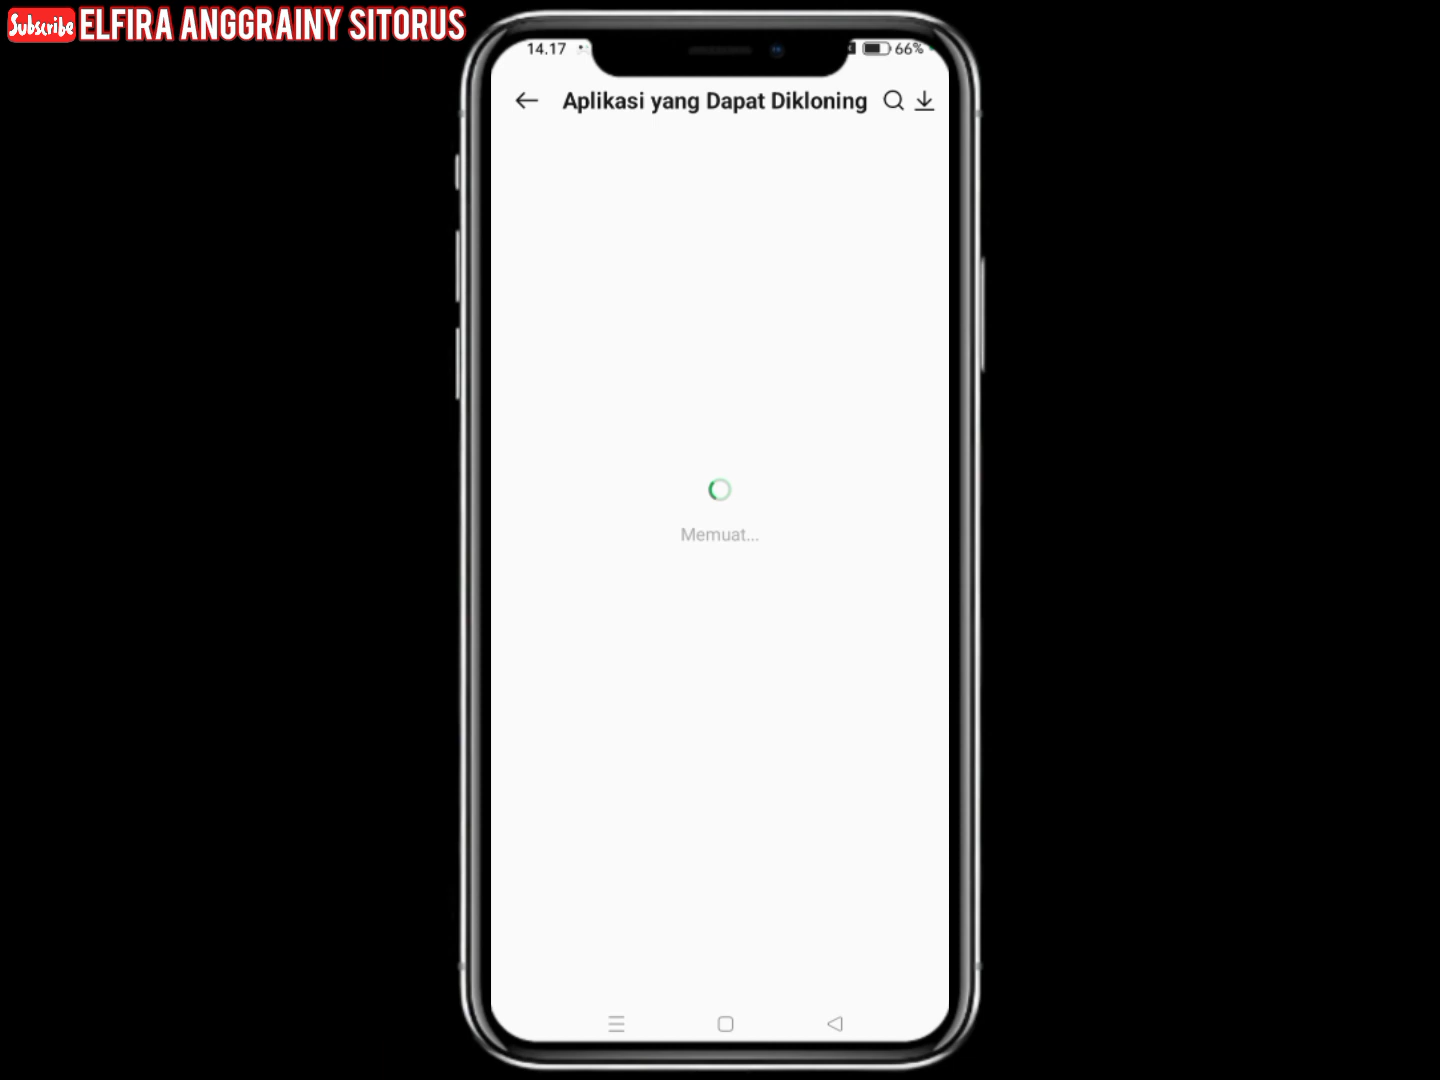 Subscribe ELFIRA ANGGRAINY SITORUS
14.17 66%
Aplikasi yang Dapat Dikloning
Memuat...